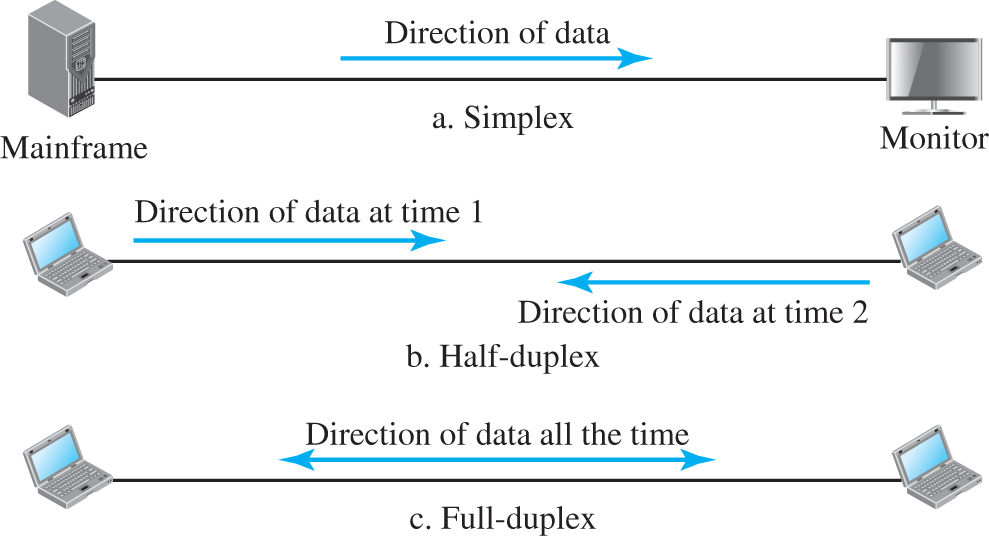 Direction of data
a. Simplex
Mainframe
Monitor
Direction of data at time 1
Direction of data at time 2
b. Half-duplex
Direction of data all the time
c. Full-duplex